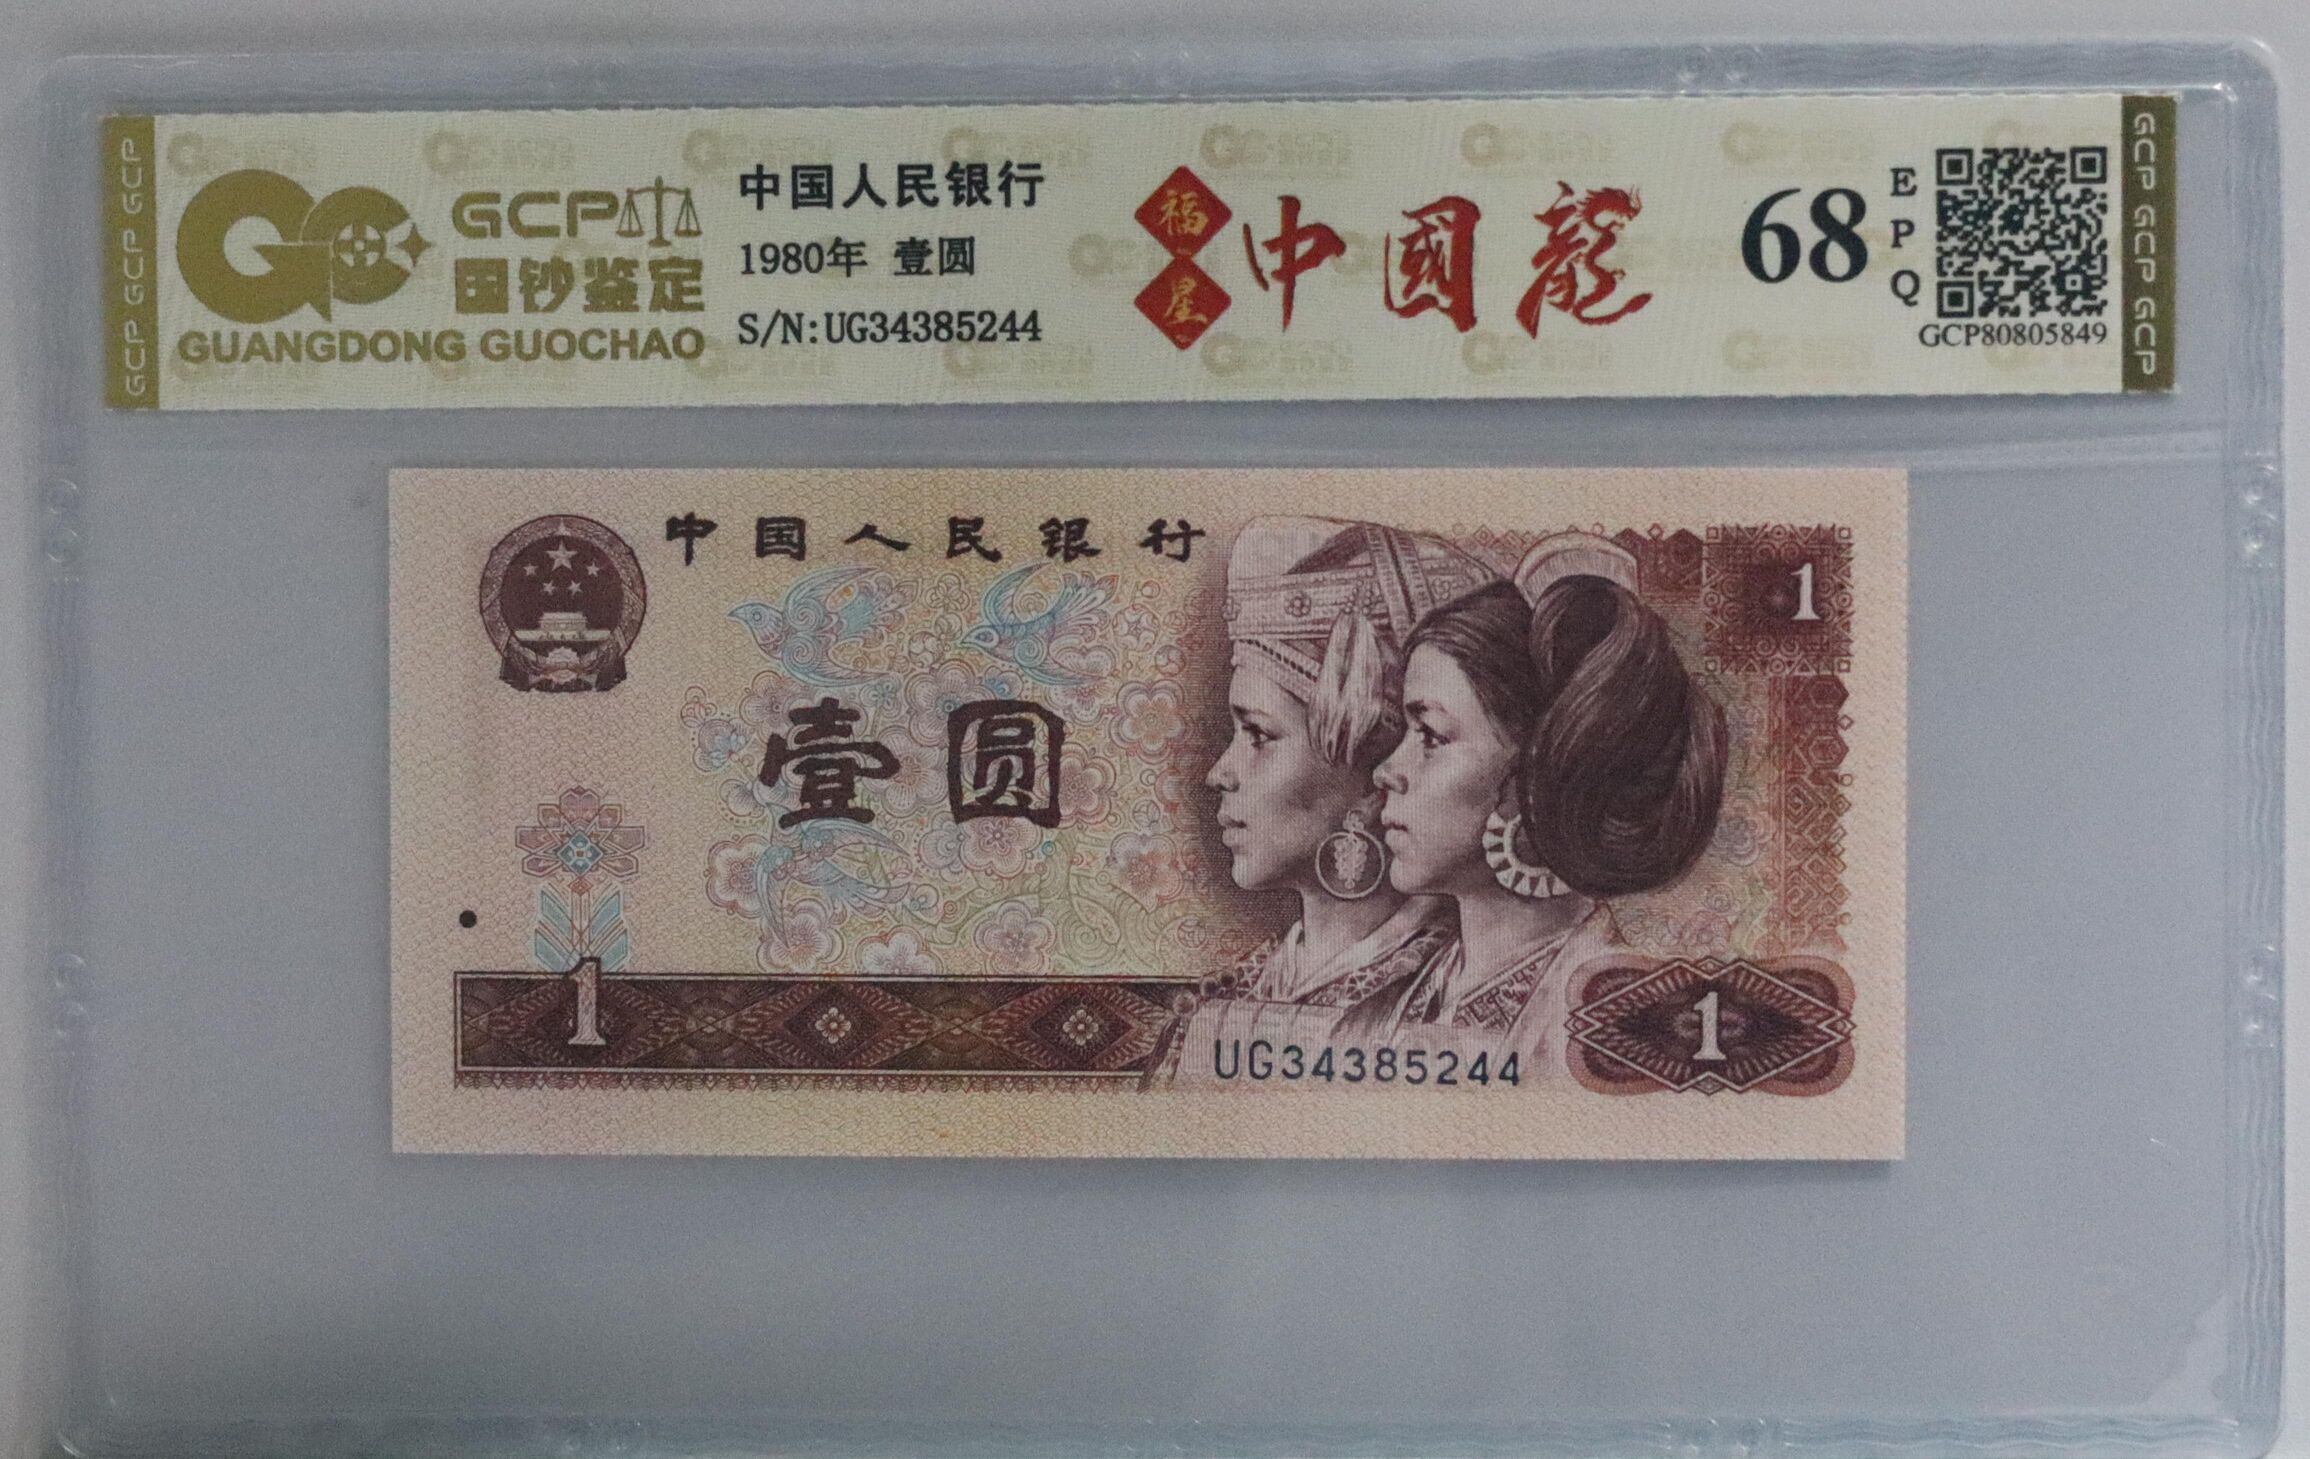 GCP GCP GCP
GCP
国钞鉴定
GUANGDONG GUOCHAO
中国人民银行
1980年 壹圆
S/N:UG34385244
福星
中國龍
68
EPQ
GCP80805849
GCP GCP GCP
中国人民银行
1
壹圆
1
1
UG34385244